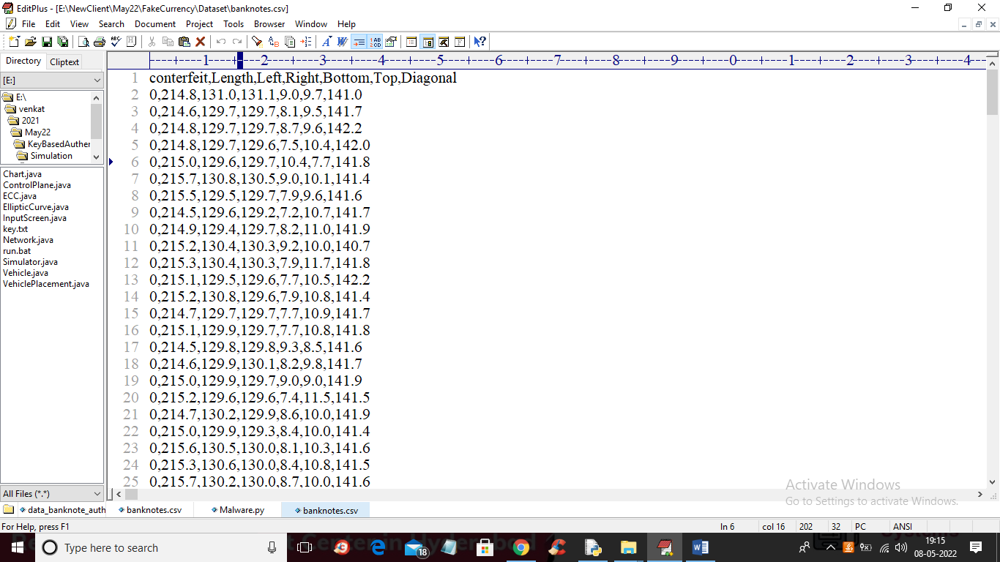 EditPlus - [E:\NewClient\May22\FakeCurrency\Dataset\banknotes.csv]
File Edit View Search Document Project Tools Browser Window Help
Directory Cliptext
[E:]
E:\
venkat
2021
May22
KeyBasedAuther
Simulation
Chart.java
ControlPlane.java
ECC.java
EllipticCurve.java
InputScreen.java
key.txt
Network.java
run.bat
Simulator.java
Vehicle.java
VehiclePlacement.java
All Files (*.*)
----+----1----+----2----+----3----+----4----+----5----+----6----+----7----+----8----+----9----+----0----+----1----+----2----+----3----+----4--
1 conterfeit,Length,Left,Right,Bottom,Top,Diagonal
2 0,214.8,131.0,131.1,9.0,9.7,141.0
3 0,214.6,129.7,129.7,8.1,9.5,141.7
4 0,214.8,129.7,129.7,8.7,9.6,142.2
5 0,214.8,129.7,129.6,7.5,10.4,142.0
6 0,215.0,129.6,129.7,10.4,7.7,141.8
7 0,215.7,130.8,130.5,9.0,10.1,141.4
8 0,215.5,129.5,129.7,7.9,9.6,141.6
9 0,214.5,129.6,129.2,7.2,10.7,141.7
10 0,214.9,129.4,129.7,8.2,11.0,141.9
11 0,215.2,130.4,130.3,9.2,10.0,140.7
12 0,215.3,130.4,130.3,7.9,11.7,141.8
13 0,215.1,129.5,129.6,7.7,10.5,142.2
14 0,215.2,130.8,129.6,7.9,10.8,141.4
15 0,214.7,129.7,129.7,7.7,10.9,141.7
16 0,215.1,129.9,129.7,7.7,10.8,141.8
17 0,214.5,129.8,129.8,9.3,8.5,141.6
18 0,214.6,129.9,130.1,8.2,9.8,141.7
19 0,215.0,129.9,129.7,9.0,9.0,141.9
20 0,215.2,129.6,129.6,7.4,11.5,141.5
21 0,214.7,130.2,129.9,8.6,10.0,141.9
22 0,215.0,129.9,129.3,8.4,10.0,141.4
23 0,215.6,130.5,130.0,8.1,10.3,141.6
24 0,215.3,130.6,130.0,8.4,10.8,141.5
25 0,215.7,130.2,130.0,8.7,10.0,141.6
Activate Windows
Go to Settings to activate Windows.
data_banknote_auth banknotes.csv Malware.py banknotes.csv
For Help, press F1 ln 6 col 16 202 32 PC ANSI
Type here to search
18
19:15
08-05-2022